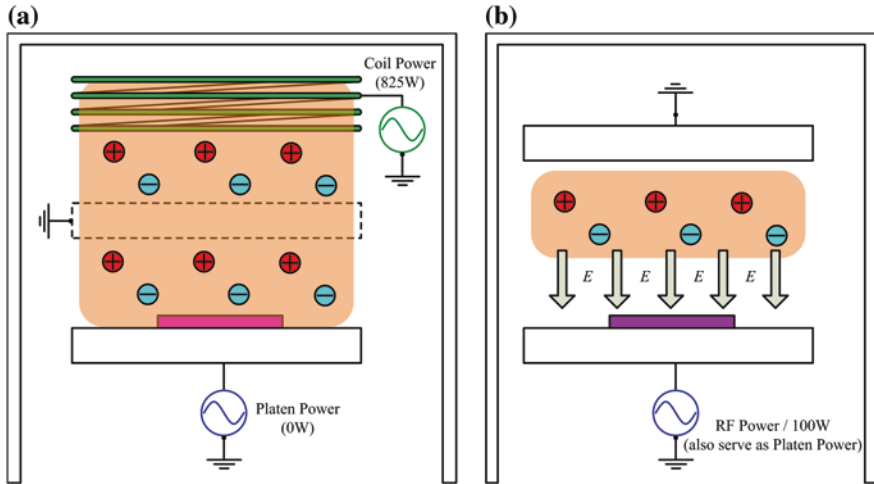 (a)
Coil Power
(825W)
Platen Power
(0W)
(b)
E E E E
RF Power / 100W
(also serve as Platen Power)